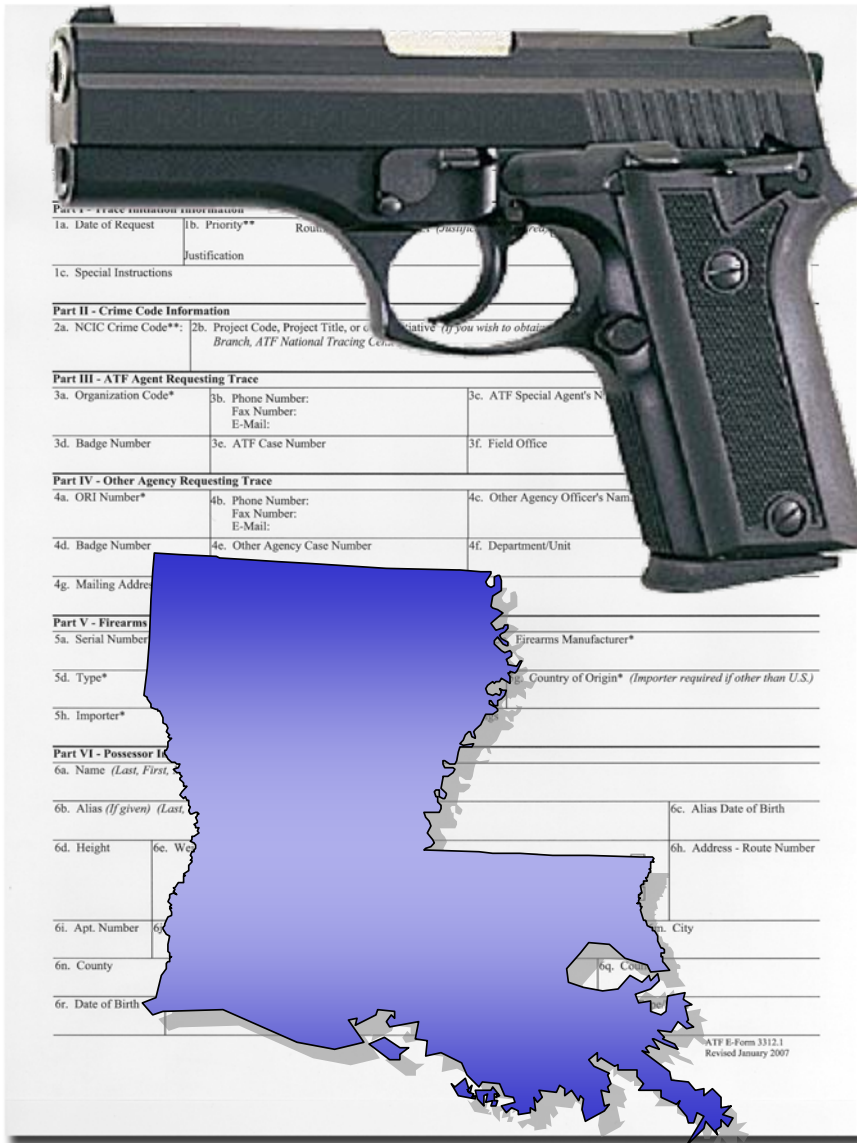 Part I - Trace Initiation Information
1a. Date of Request
1b. Priority**
Justification
1c. Special Instructions
Part II - Crime Code Information
2a. NCIC Crime Code**:
2b. Project Code, Project Title, or (If you wish to
Branch, ATF National Tracing
Part III - ATF Agent Requesting Trace
3a. Organization Code*
3b. Phone Number:
Fax Number:
E-Mail:
3c. ATF Special Agent's
3d. Badge Number
3e. ATF Case Number
3f. Field Office
Part IV - Other Agency Requesting Trace
4a. ORI Number*
4b. Phone Number:
Fax Number:
E-Mail:
4c. Other Agency Officer's
4d. Badge Number
4e. Other Agency Case Number
4f. Department/Unit
4g. Mailing
Part V - Firearms
5a. Serial Number
Firearms Manufacturer*
5d. Type*
Country of Origin* (Importer required if other than U.S.)
5h. Importer*
Part VI - Possessor
6a. Name (Last, First,
6b. Alias (If given) (Last,
6c. Alias Date of Birth
6d. Height
6e.
6h. Address - Route Number
6i. Apt. Number
City
6n. County
6q.
6r. Date of Birth
ATF E-Form 3312.1
Revised January 2007